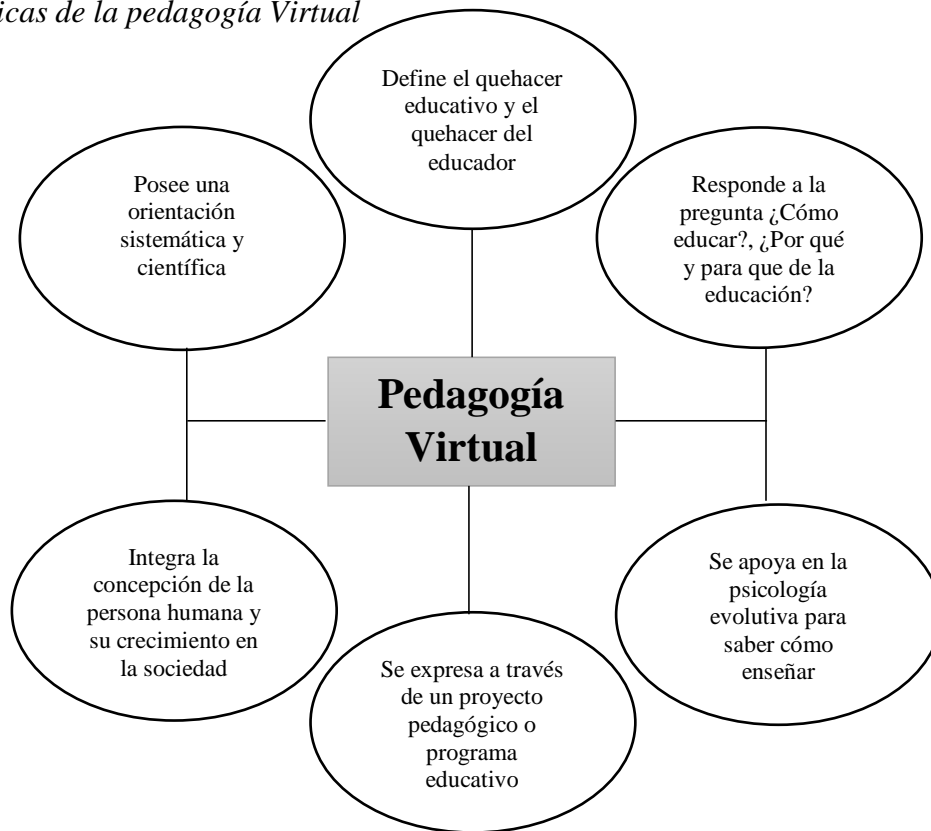 de la pedagogía Virtual
Define el quehacer
educativo y el
quehacer del
educador
Posee una
orientación
sistemática y
científica
Responde a la
pregunta ¿Cómo
educar?, ¿Por qué
y para que de la
educación?
Pedagogía
Virtual
Integra la
concepción de la
persona humana y
su crecimiento en
la sociedad
Se apoya en la
psicología
evolutiva para
saber cómo
enseñar
Se expresa a través
de un proyecto
pedagógico o
programa
educativo